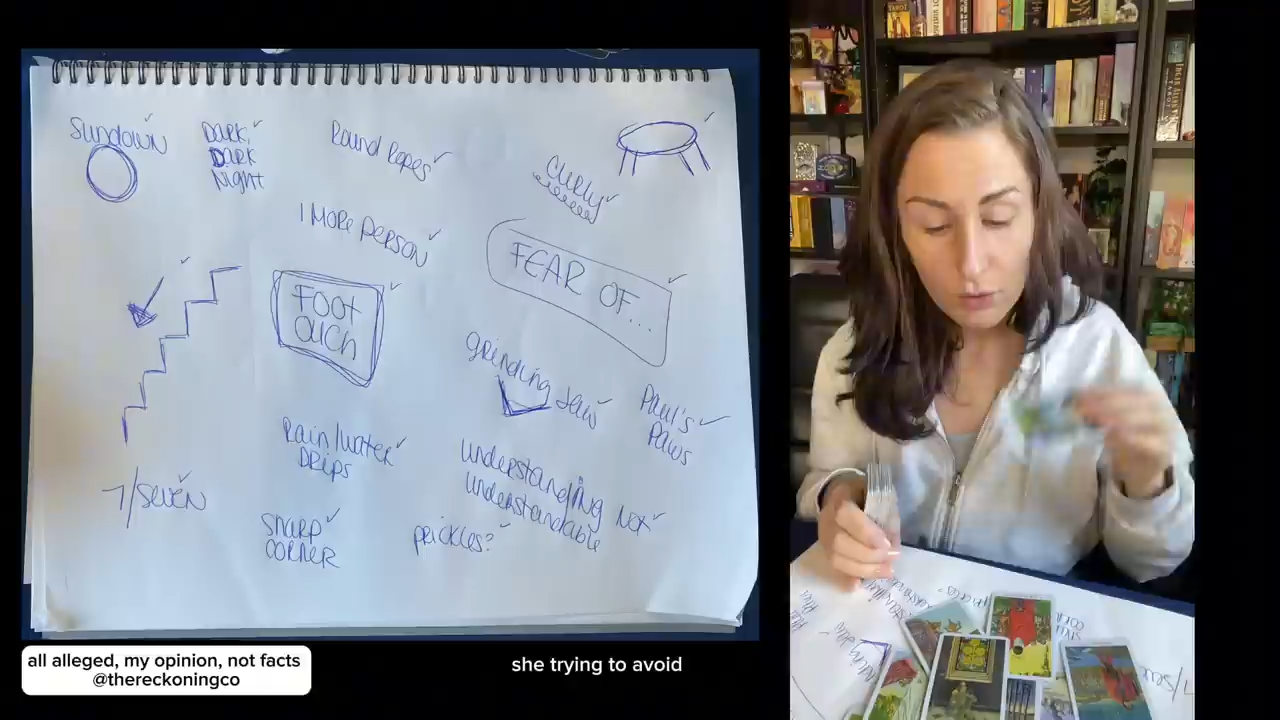 Sundown
DARK,
DARK
Night
Round Ropes
Curly
1 MORE PERSON
FEAR OF...
FOOt
OUCH
grinding Jaw
Paul's
Paws
Rain/water
DRips
understanding Not
understandable
7/Seven
SHARP
CORNER
prickles?
all alleged, my opinion, not facts
@thereckoningco
she trying to avoid